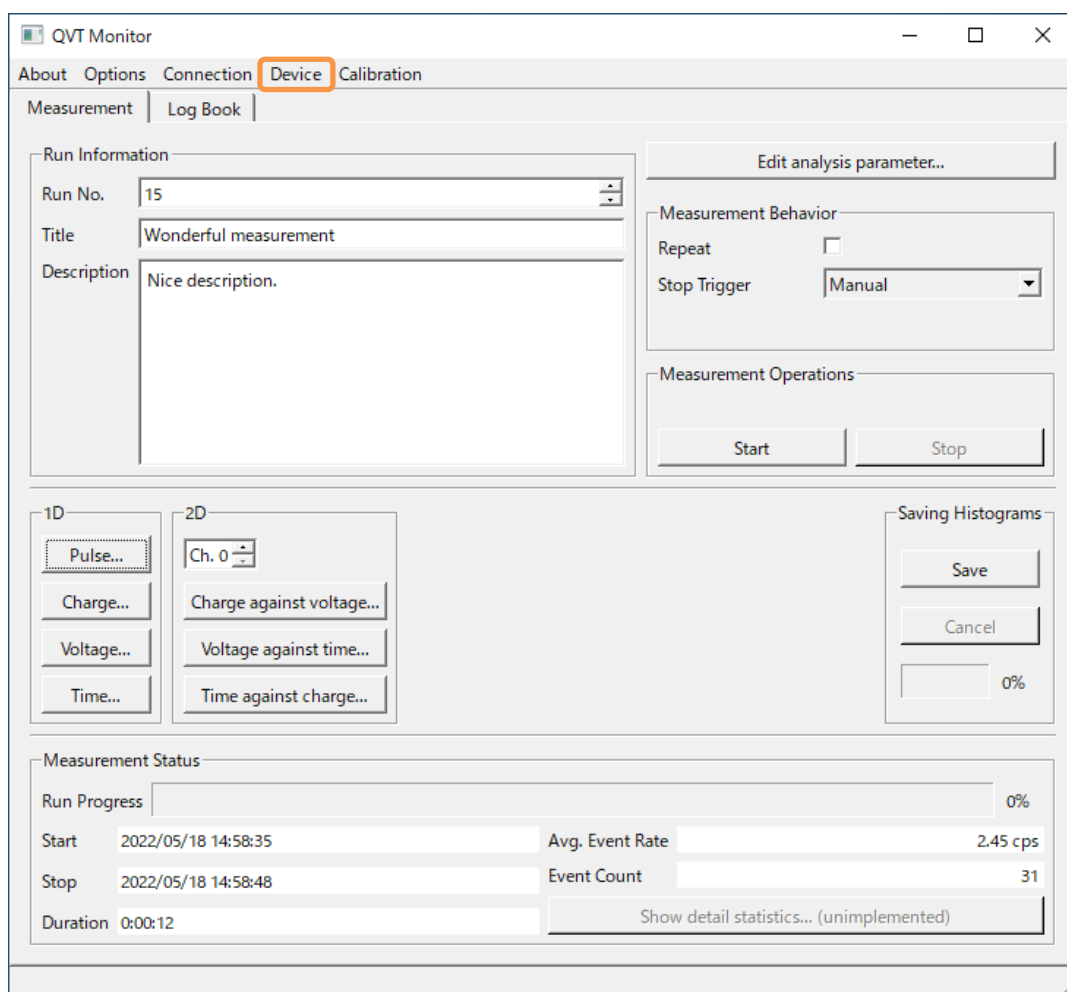 QVT Monitor
About Options Connection Device Calibration
Measurement Log Book
Run Information
Run No. 15
Title Wonderful measurement
Description Nice description.
Edit analysis parameter...
Measurement Behavior
Repeat
Stop Trigger Manual
Measurement Operations
Start Stop
1D
Pulse...
Charge...
Voltage...
Time...
2D
Ch. 0
Charge against voltage...
Voltage against time...
Time against charge...
Saving Histograms
Save
Cancel
0%
Measurement Status
Run Progress 0%
Start 2022/05/18 14:58:35
Stop 2022/05/18 14:58:48
Duration 0:00:12
Avg. Event Rate 2.45 cps
Event Count 31
Show detail statistics... (unimplemented)